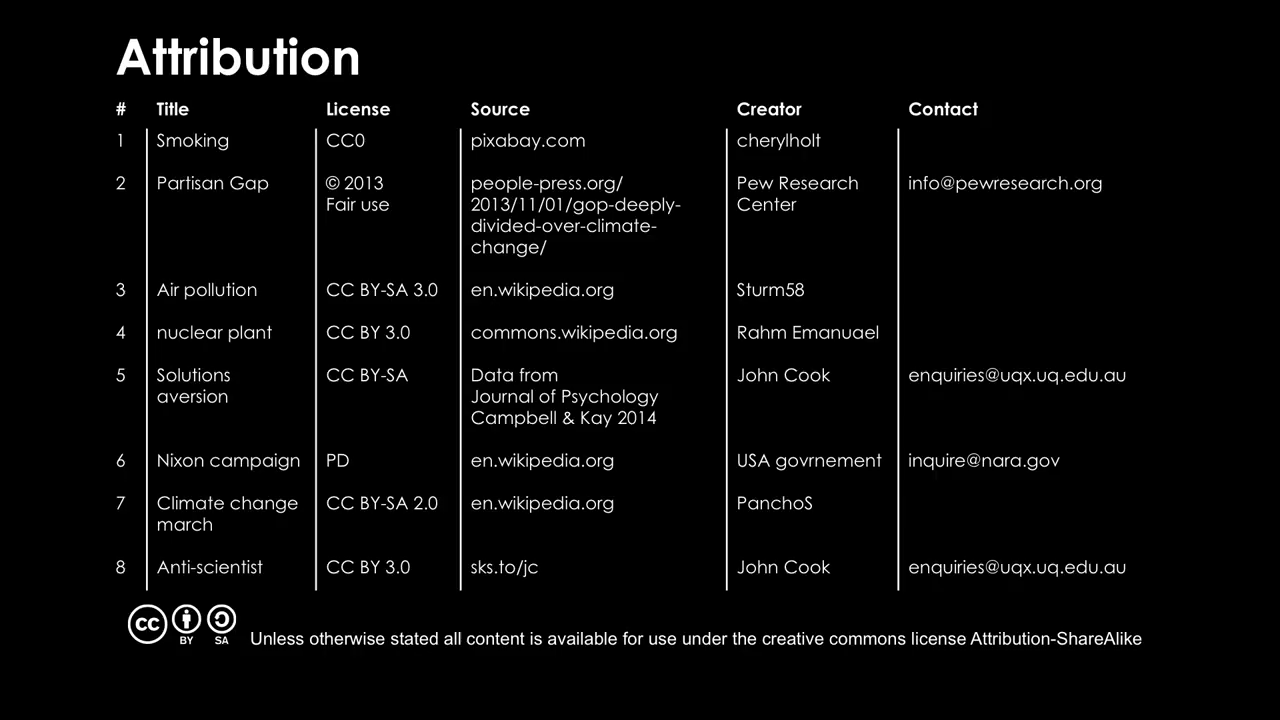 Attribution
# Title License Source Creator Contact
1 Smoking CC0 pixabay.com cherylholt
2 Partisan Gap © 2013 people-press.org/ Pew Research info@pewresearch.org
Fair use 2013/11/01/gop-deeply- Center
divided-over-climate-
change/
3 Air pollution CC BY-SA 3.0 en.wikipedia.org Sturm58
4 nuclear plant CC BY 3.0 commons.wikipedia.org Rahm Emanuael
5 Solutions CC BY-SA Data from John Cook enquiries@uqx.uq.edu.au
aversion Journal of Psychology
Campbell & Kay 2014
6 Nixon campaign PD en.wikipedia.org USA govrnement inquire@nara.gov
7 Climate change CC BY-SA 2.0 en.wikipedia.org PanchoS
march
8 Anti-scientist CC BY 3.0 sks.to/jc John Cook enquiries@uqx.uq.edu.au
cc BY SA Unless otherwise stated all content is available for use under the creative commons license Attribution-ShareAlike